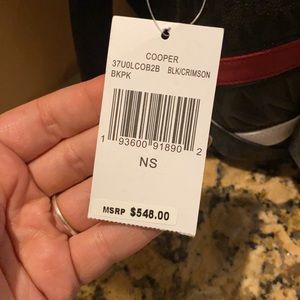 COOPER
37U0LCOB2B BLK/CRIMSON
BKPK
1 93600 91890 2
NS
MSRP $548.00